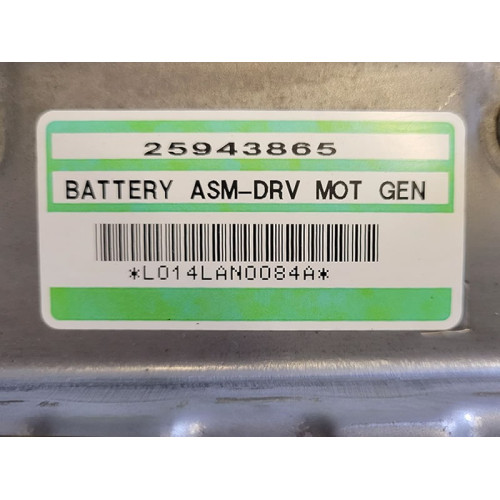 25943865
BATTERY ASM-DRV MOT GEN
*L014LAN0084A*